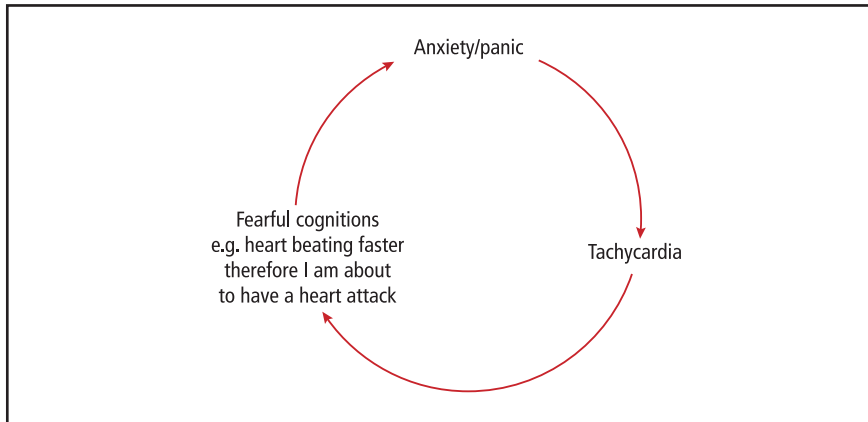 Anxiety/panic
Tachycardia
Fearful cognitions
e.g. heart beating faster
therefore I am about
to have a heart attack